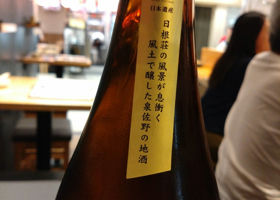 日本遺産
日根荘の風景が息衝く
風土で醸した泉佐野の地酒